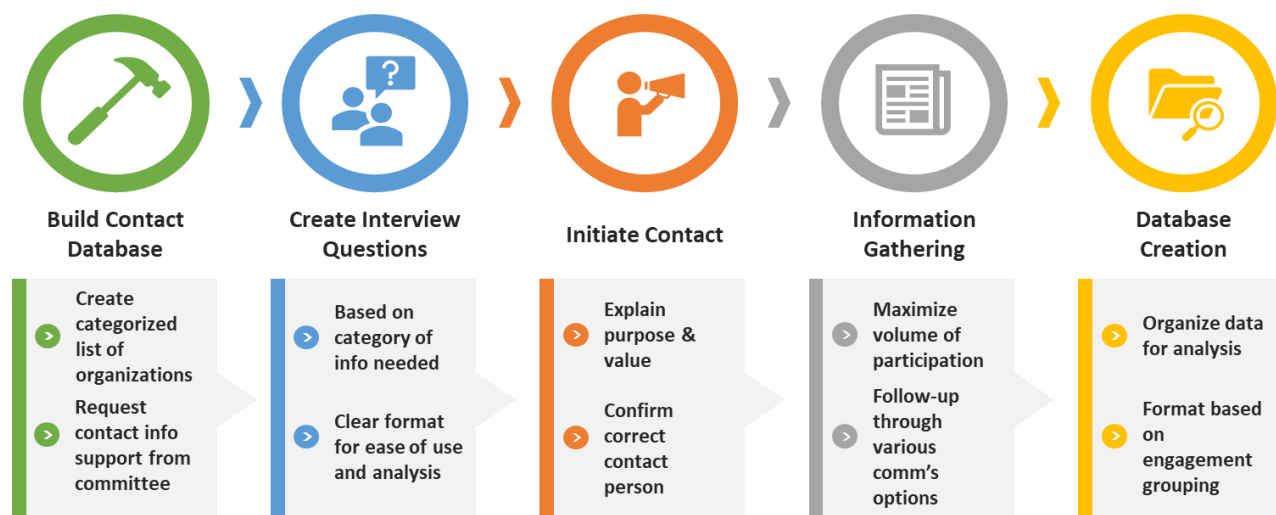 ?
Build Contact
Database
Create Interview
Questions
Initiate Contact
Information
Gathering
Database
Creation
Create
categorized
list of
organizations
Request
contact info
support from
committee
Based on
category of
info needed
Clear format
for ease of use
and analysis
Explain
purpose &
value
Confirm
correct
contact
person
Maximize
volume of
participation
Follow-up
through
various
comm’s
options
Organize data
for analysis
Format based
on
engagement
grouping